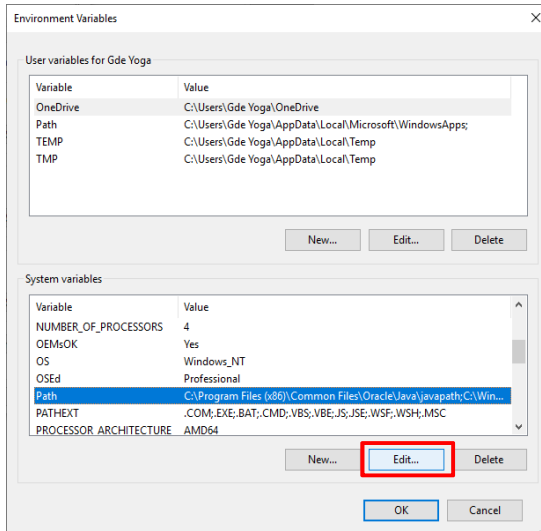 Environment Variables
User variables for Gde Yoga
Variable Value
OneDrive C:\Users\Gde Yoga\OneDrive
Path C:\Users\Gde Yoga\AppData\Local\Microsoft\WindowsApps;
TEMP C:\Users\Gde Yoga\AppData\Local\Temp
TMP C:\Users\Gde Yoga\AppData\Local\Temp
New... Edit... Delete
System variables
Variable Value
NUMBER_OF_PROCESSORS 4
OEMsOK Yes
OS Windows_NT
OSEd Professional
Path C:\Program Files (x86)\Common Files\Oracle\Java\javapath;C:\Win...
PATHEXT .COM;.EXE;.BAT;.CMD;.VBS;.VBE;.JS;.JSE;.WSF;.WSH;.MSC
PROCESSOR_ARCHITECTURE AMD64
New... Edit... Delete
OK Cancel